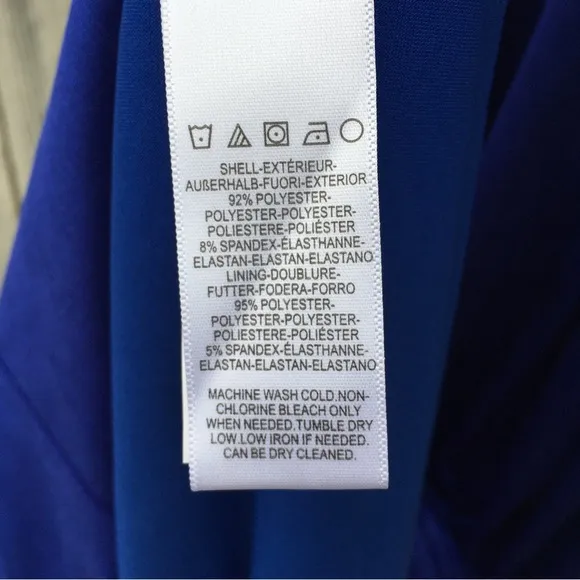 SHELL-EXTÉRIEUR-
AUßERHALB-FUORI-EXTERIOR
92% POLYESTER-
POLYESTER-POLYESTER-
POLIESTERE-POLIÉSTER
8% SPANDEX-ÉLASTHANNE-
ELASTAN-ELASTAN-ELASTANO
LINING-DOUBLURE-
FUTTER-FODERA-FORRO
95% POLYESTER-
POLYESTER-POLYESTER-
POLIESTERE-POLIÉSTER
5% SPANDEX-ÉLASTHANNE-
ELASTAN-ELASTAN-ELASTANO
MACHINE WASH COLD.NON-
CHLORINE BLEACH ONLY
WHEN NEEDED.TUMBLE DRY
LOW.LOW IRON IF NEEDED.
CAN BE DRY CLEANED.